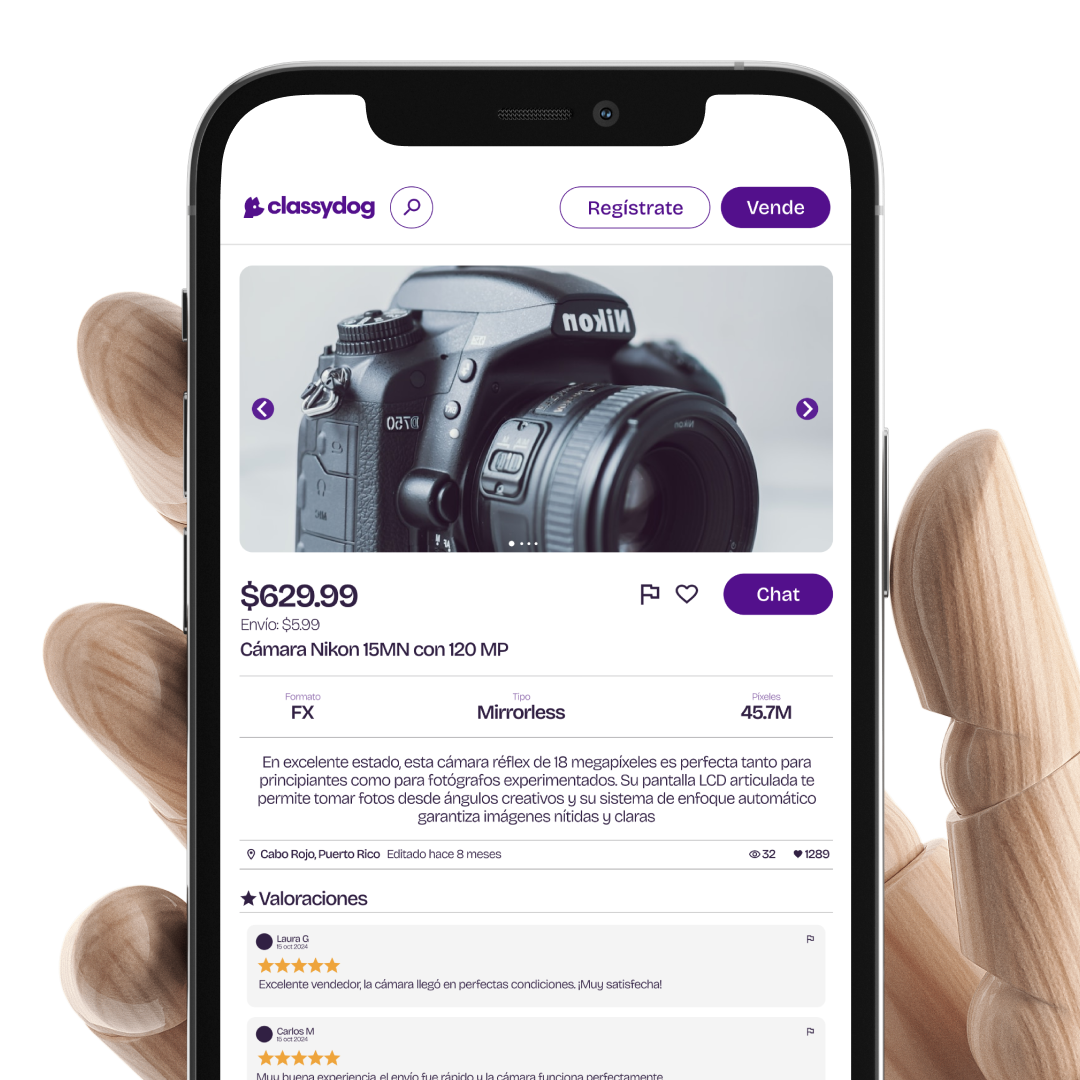 classydog
Regístrate
Vende
Nikon
D750
Nikon
MIC
$629.99
Chat
Envío: $5.99
Cámara Nikon 15MN con 120 MP
Formato
FX
Tipo
Mirrorless
Píxeles
45.7M
En excelente estado, esta cámara réflex de 18 megapíxeles es perfecta tanto para
principiantes como para fotógrafos experimentados. Su pantalla LCD articulada te
permite tomar fotos desde ángulos creativos y su sistema de enfoque automático
garantiza imágenes nítidas y claras
Cabo Rojo, Puerto Rico Editado hace 8 meses
32
1289
Valoraciones
Laura G
15 oct 2024
Excelente vendedor, la cámara llegó en perfectas condiciones. ¡Muy satisfecha!
Carlos M
15 oct 2024
Muy buena experiencia, el envío fue rápido y la cámara funciona perfectamente